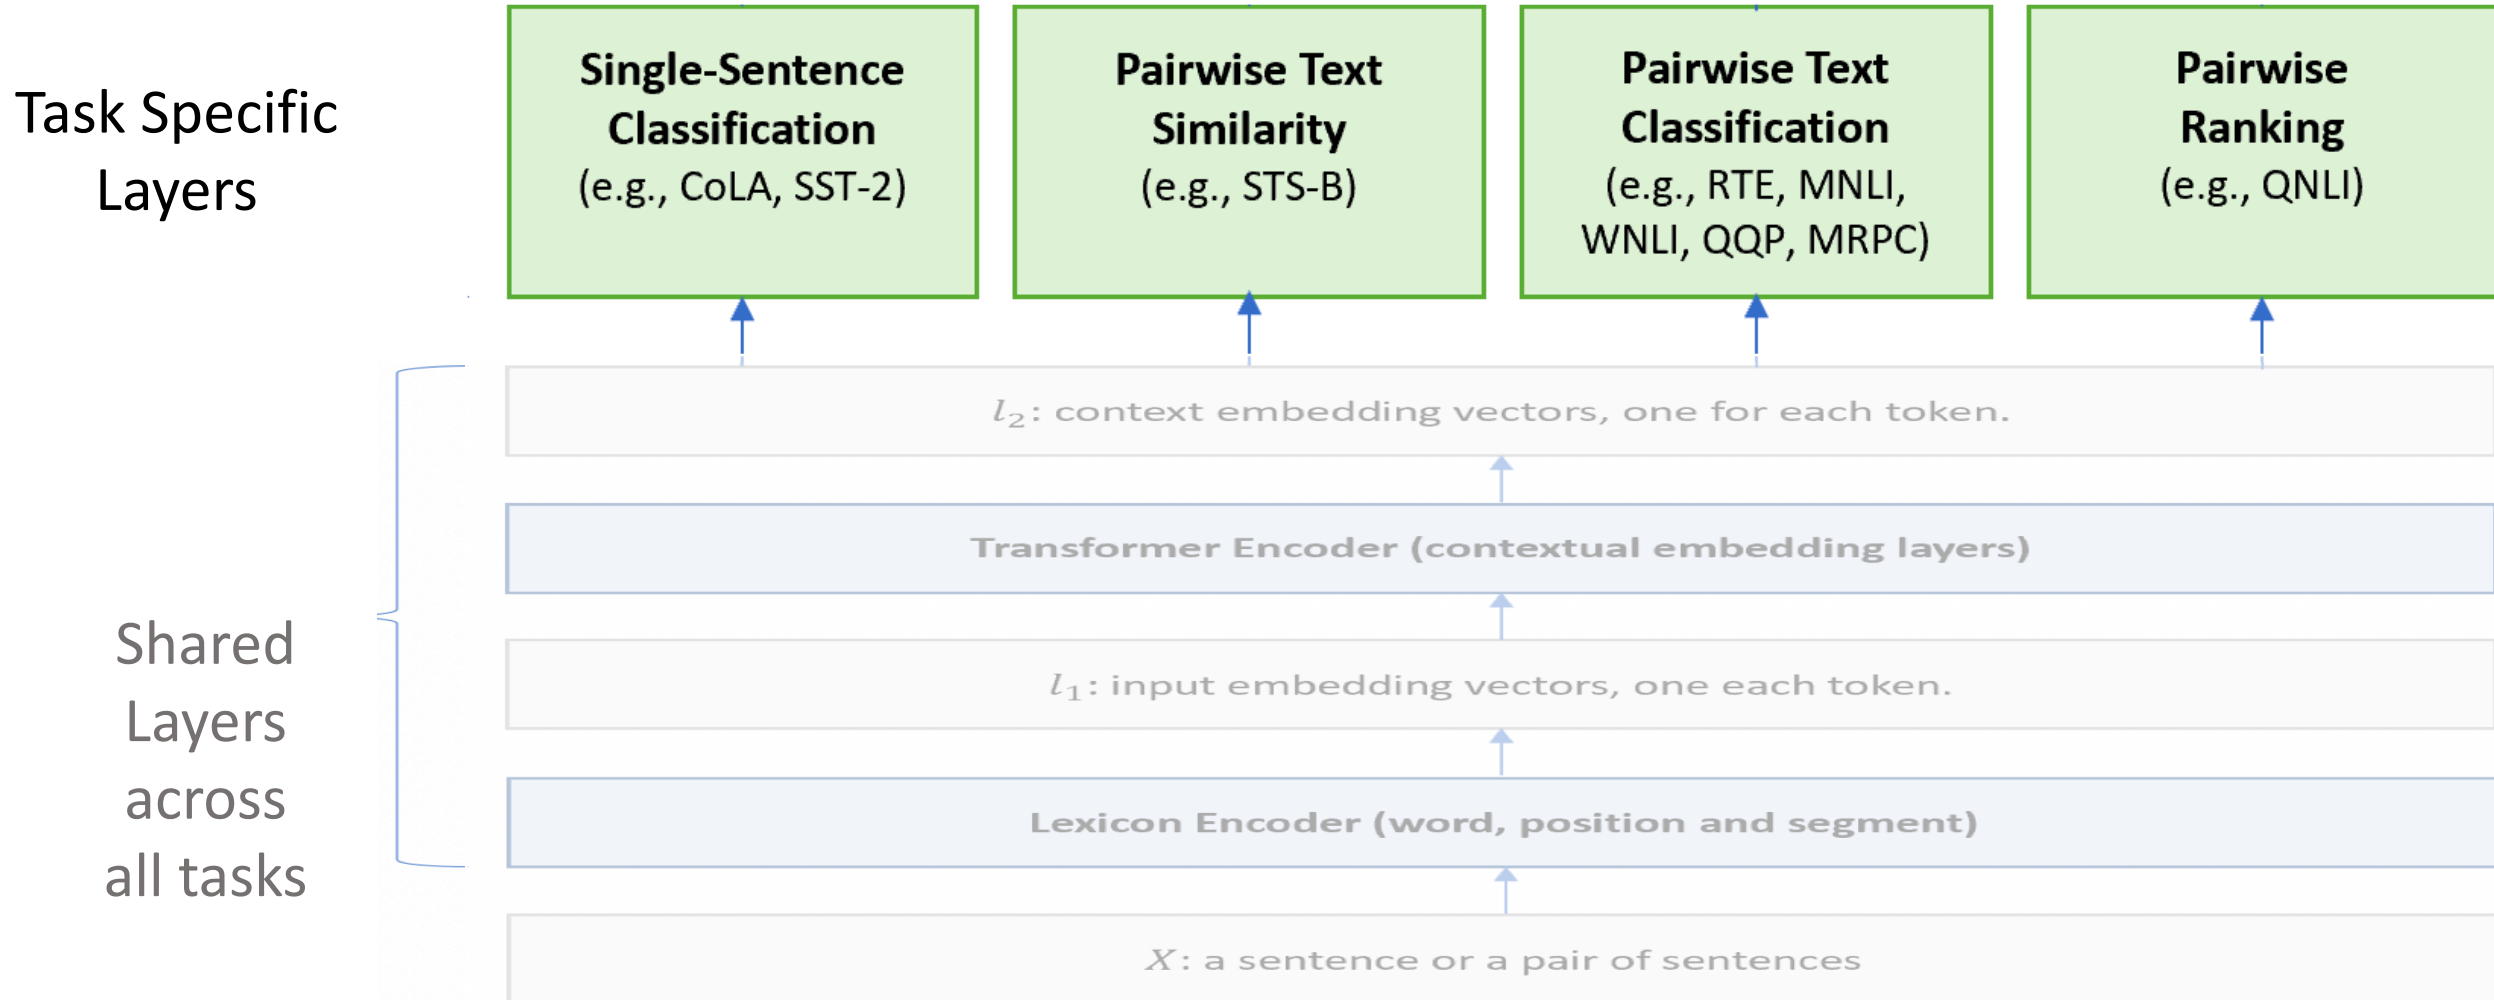 Task Specific
Layers
Single-Sentence
Classification
(e.g., CoLA, SST-2)
Pairwise Text
Similarity
(e.g., STS-B)
Pairwise Text
Classification
(e.g., RTE, MNLI,
WNLI, QQP, MRPC)
Pairwise
Ranking
(e.g., QNLI)
Shared
Layers
across
all tasks
l₂: context embedding vectors, one for each token.
Transformer Encoder (contextual embedding layers)
l₁: input embedding vectors, one each token.
Lexicon Encoder (word, position and segment)
X: a sentence or a pair of sentences